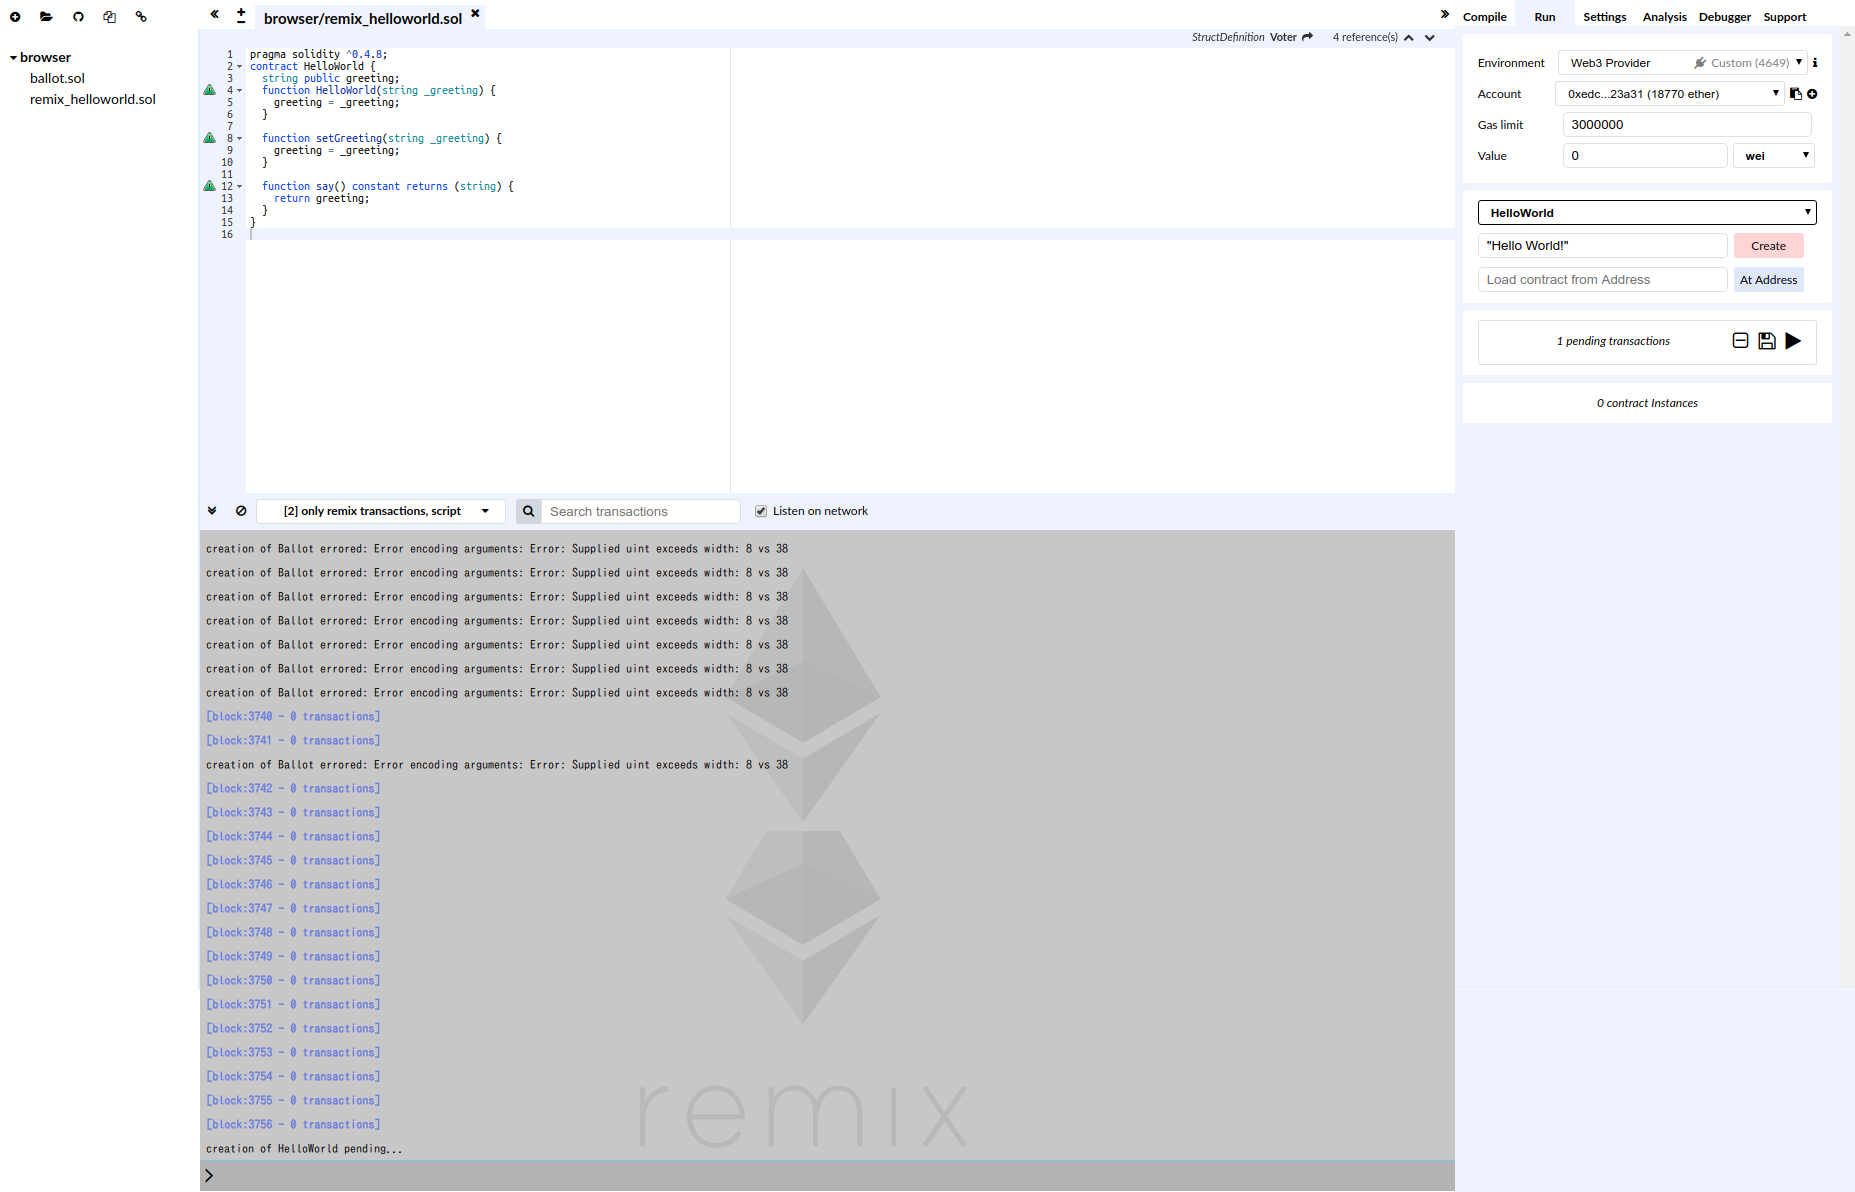 browser
ballot.sol
remix_helloworld.sol
browser/remix_helloworld.sol
StructDefinition Voter 4 reference(s)
1 pragma solidity ^0.4.8;
2 contract HelloWorld {
3 string public greeting;
4 function HelloWorld(string _greeting) {
5 greeting = _greeting;
6 }
7
8 function setGreeting(string _greeting) {
9 greeting = _greeting;
10 }
11
12 function say() constant returns (string) {
13 return greeting;
14 }
15 }
16
[2] only remix transactions, script
Search transactions
Listen on network
creation of Ballot errored: Error encoding arguments: Error: Supplied uint exceeds width: 8 vs 38
creation of Ballot errored: Error encoding arguments: Error: Supplied uint exceeds width: 8 vs 38
creation of Ballot errored: Error encoding arguments: Error: Supplied uint exceeds width: 8 vs 38
creation of Ballot errored: Error encoding arguments: Error: Supplied uint exceeds width: 8 vs 38
creation of Ballot errored: Error encoding arguments: Error: Supplied uint exceeds width: 8 vs 38
creation of Ballot errored: Error encoding arguments: Error: Supplied uint exceeds width: 8 vs 38
creation of Ballot errored: Error encoding arguments: Error: Supplied uint exceeds width: 8 vs 38
[block:3740 - 0 transactions]
[block:3741 - 0 transactions]
creation of Ballot errored: Error encoding arguments: Error: Supplied uint exceeds width: 8 vs 38
[block:3742 - 0 transactions]
[block:3743 - 0 transactions]
[block:3744 - 0 transactions]
[block:3745 - 0 transactions]
[block:3746 - 0 transactions]
[block:3747 - 0 transactions]
[block:3748 - 0 transactions]
[block:3749 - 0 transactions]
[block:3750 - 0 transactions]
[block:3751 - 0 transactions]
[block:3752 - 0 transactions]
[block:3753 - 0 transactions]
[block:3754 - 0 transactions]
[block:3755 - 0 transactions]
[block:3756 - 0 transactions]
creation of HelloWorld pending...
remix
>
Compile Run Settings Analysis Debugger Support
Environment Web3 Provider Custom (4649)
Account 0xedc...23a31 (18770 ether)
Gas limit 3000000
Value 0 wei
HelloWorld
"Hello World!" Create
Load contract from Address At Address
1 pending transactions
0 contract Instances